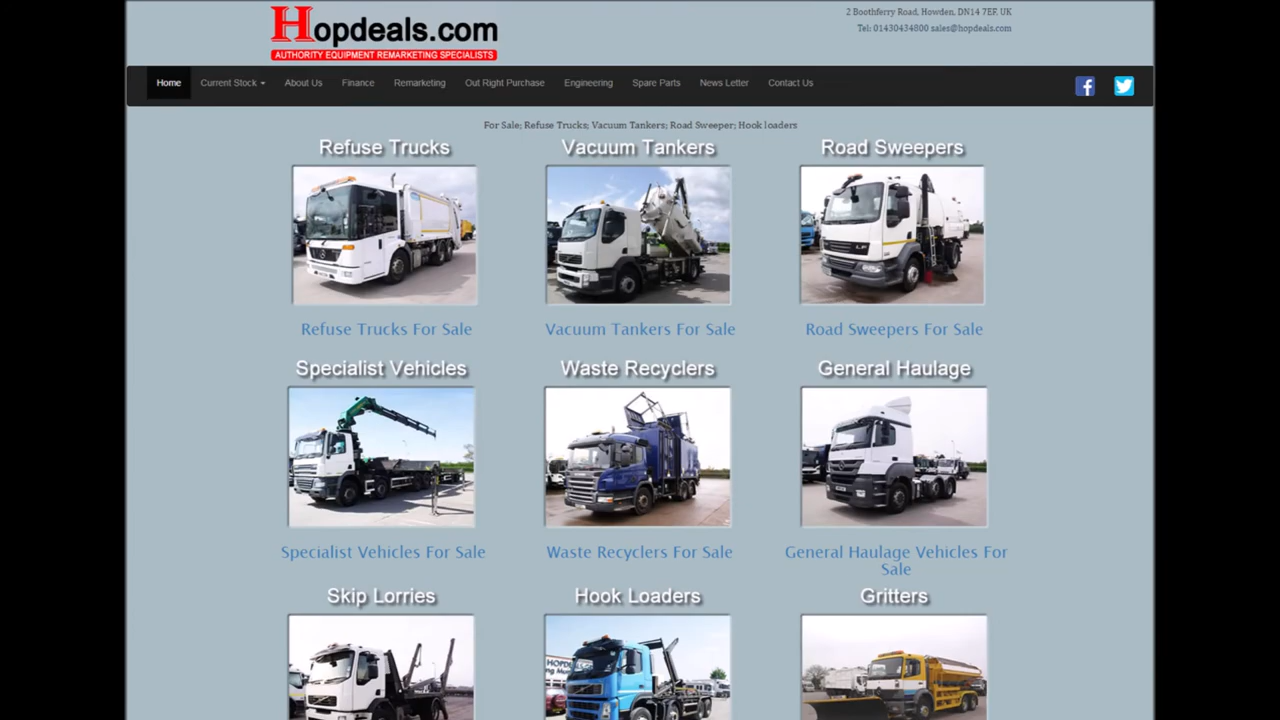 Hopdeals.com
AUTHORITY EQUIPMENT REMARKETING SPECIALISTS
2 Boothferry Road, Howden, DN14 7EF. UK
Tel: 01430434800 sales@hopdeals.com
Home Current Stock About Us Finance Remarketing Out Right Purchase Engineering Spare Parts News Letter Contact Us
For Sale; Refuse Trucks; Vacuum Tankers; Road Sweeper; Hook loaders
Refuse Trucks Vacuum Tankers Road Sweepers
LF
Refuse Trucks For Sale Vacuum Tankers For Sale Road Sweepers For Sale
Specialist Vehicles Waste Recyclers General Haulage
Specialist Vehicles For Sale Waste Recyclers For Sale General Haulage Vehicles For
Sale
Skip Lorries Hook Loaders Gritters